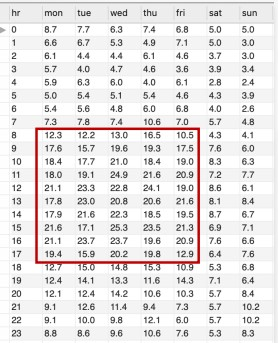 hr mon tue wed thu fri sat sun
0 8.7 7.7 6.3 7.4 6.8 5.0 5.0
1 6.6 6.7 5.3 4.9 7.1 5.0 3.0
2 6.1 4.4 4.4 6.1 4.6 3.7 3.0
3 5.7 4.0 4.7 4.6 3.6 3.9 3.4
4 5.9 6.3 6.0 4.0 6.1 2.8 2.4
5 5.0 5.4 5.1 5.4 4.6 4.3 3.9
6 5.4 5.6 4.8 6.0 6.8 4.0 2.6
7 7.3 7.8 7.4 10.6 7.0 5.7 4.8
8 12.3 12.2 13.0 16.5 10.5 4.3 4.1
9 17.6 15.7 19.6 19.3 17.5 7.6 6.0
10 18.4 17.7 21.0 18.4 19.0 8.3 6.3
11 18.0 19.1 24.9 21.6 20.9 7.2 7.7
12 21.1 23.3 22.8 24.1 19.0 8.6 6.1
13 17.8 23.0 20.8 20.6 21.6 8.1 8.4
14 17.9 21.6 22.3 18.5 19.5 8.7 6.7
15 21.6 17.1 25.3 23.5 21.3 6.9 7.1
16 21.1 23.7 23.7 19.6 20.9 7.6 6.6
17 19.4 15.9 20.2 19.8 12.9 6.4 7.6
18 12.7 15.0 14.8 15.3 10.9 5.3 6.8
19 12.4 14.1 13.3 11.6 14.3 7.1 6.4
20 12.1 12.4 14.2 10.6 10.3 5.7 8.4
21 9.1 12.6 11.4 9.4 7.3 5.7 10.2
22 9.1 10.0 9.8 12.1 6.0 5.7 10.2
23 8.8 8.6 9.6 10.6 7.6 5.3 8.3